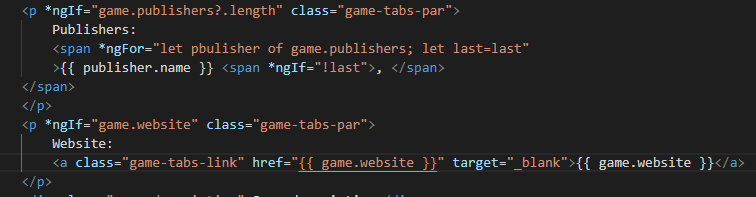 <p *ngIf="game.publishers?.length" class="game-tabs-par">
Publishers:
<span *ngFor="let pbulisher of game.publishers; let last=last"
>{{ publisher.name }} <span *ngIf="!last">, </span>
</span>
</p>
<p *ngIf="game.website" class="game-tabs-par">
Website:
<a class="game-tabs-link" href="{{ game.website }}" target="_blank">{{ game.website }}</a>
</p>